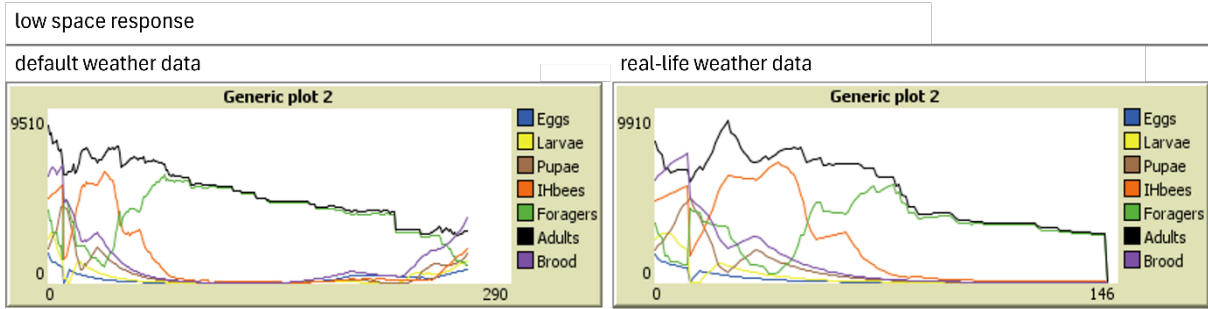 low space response
default weather data
real-life weather data
Generic plot 2
9510
0
0
290
Eggs
Larvae
Pupae
IHbees
Foragers
Adults
Brood
Generic plot 2
9910
0
0
146
Eggs
Larvae
Pupae
IHbees
Foragers
Adults
Brood